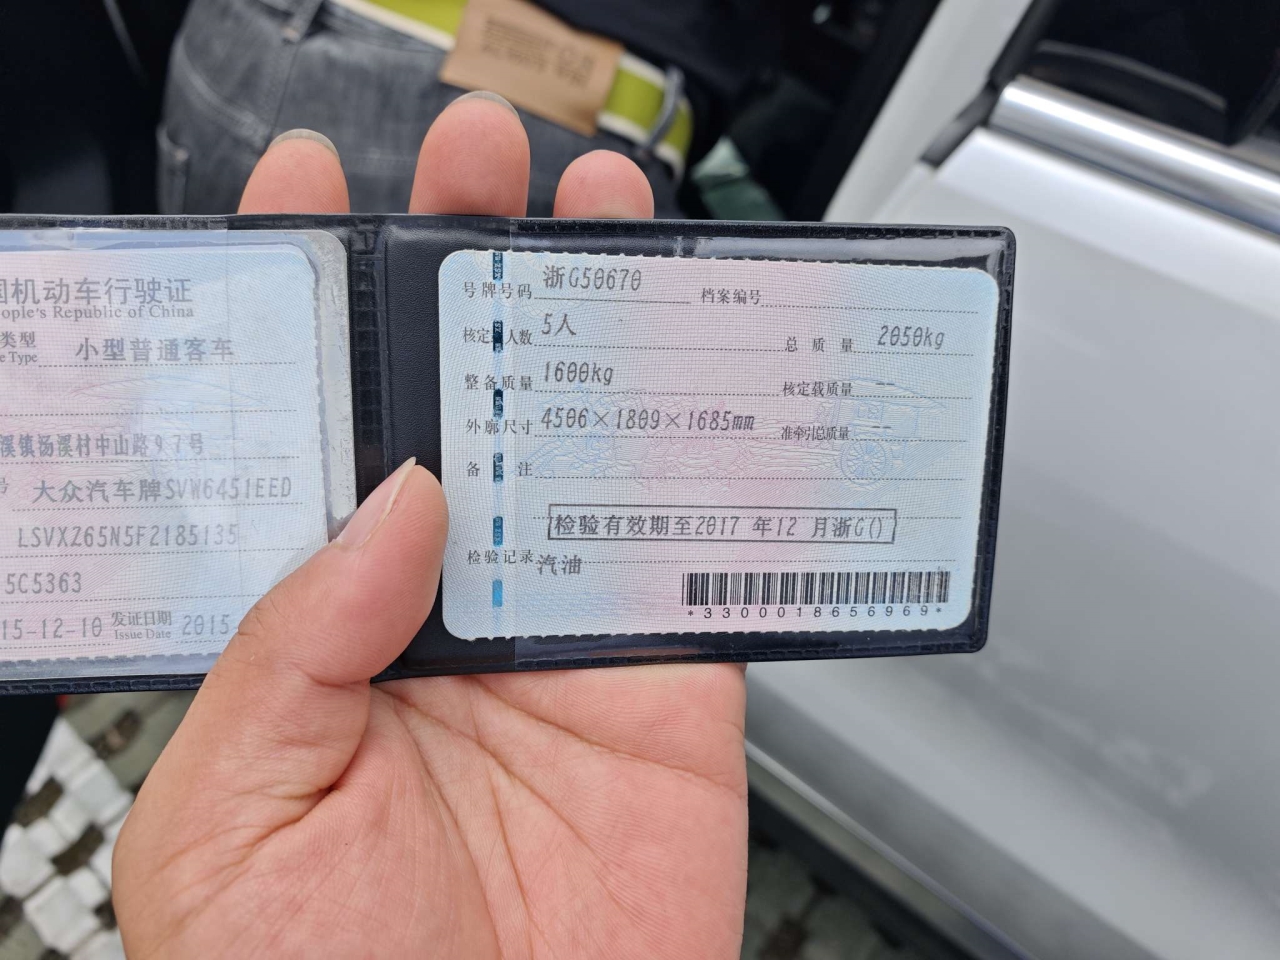 国机动车行驶证
ople's Republic of China
类型 小型普通客车
e Type
溪镇汤溪村中山路97号
号 大众汽车牌SVW6451EED
LSVXZ65N5F2185135
5C5363
15-12-10 发证日期 2015
Issue Date
号牌号码 浙G50670 档案编号
核定 人数 5人 总质量 2050kg
整备质量 1600kg 核定载质量 --
外廓尺寸 4506×1809×1685mm 准牵引总质量 --
备注
检验有效期至2017 年12 月浙G()
检验记录 汽油
*3300018656969*